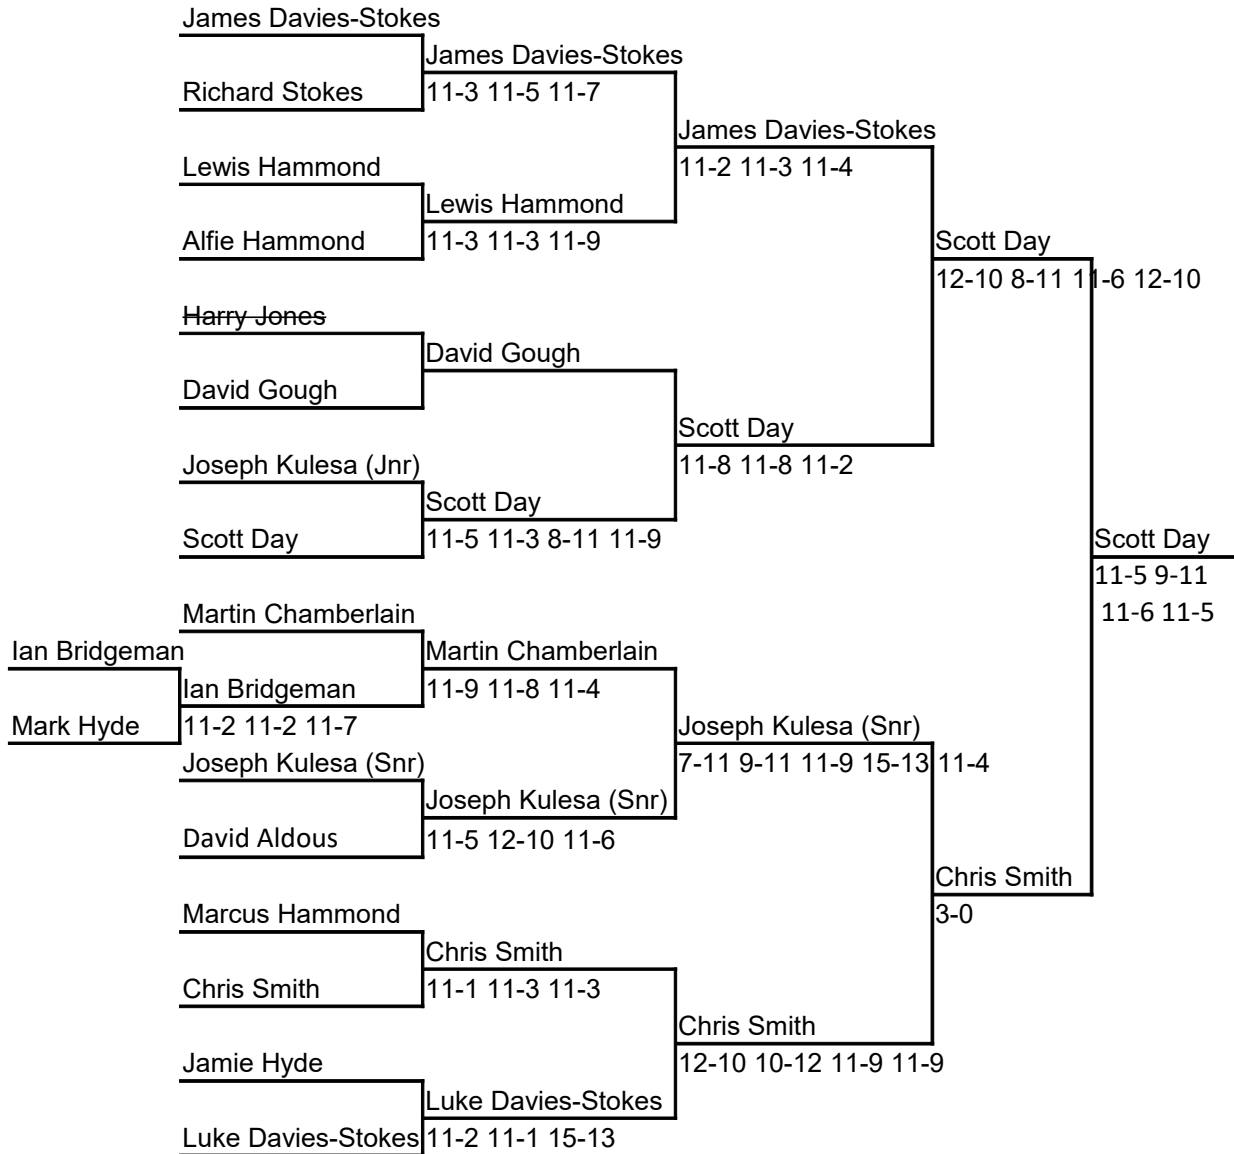 James Davies-Stokes
James Davies-Stokes
Richard Stokes
11-3 11-5 11-7
James Davies-Stokes
Lewis Hammond
11-2 11-3 11-4
Lewis Hammond
Alfie Hammond
11-3 11-3 11-9
Scott Day
12-10 8-11 11-6 12-10
Harry Jones
David Gough
David Gough
Scott Day
Joseph Kulesa (Jnr)
11-8 11-8 11-2
Scott Day
Scott Day
11-5 11-3 8-11 11-9
Scott Day
11-5 9-11
11-6 11-5
Martin Chamberlain
Ian Bridgeman
Martin Chamberlain
Ian Bridgeman
11-9 11-8 11-4
Mark Hyde
11-2 11-2 11-7
Joseph Kulesa (Snr)
Joseph Kulesa (Snr)
7-11 9-11 11-9 15-13 11-4
Joseph Kulesa (Snr)
David Aldous
11-5 12-10 11-6
Chris Smith
Marcus Hammond
3-0
Chris Smith
Chris Smith
11-1 11-3 11-3
Chris Smith
Jamie Hyde
12-10 10-12 11-9 11-9
Luke Davies-Stokes
Luke Davies-Stokes
11-2 11-1 15-13